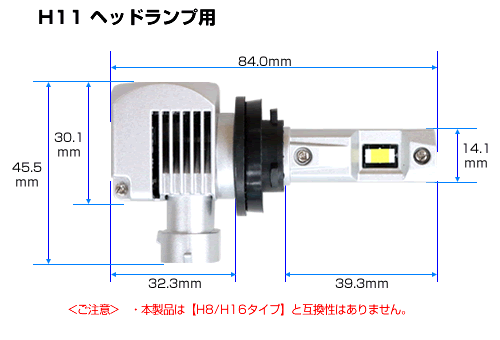 H11 ヘッドランプ用
84.0mm
30.1
mm
45.5
mm
14.1
mm
32.3mm
39.3mm
＜ご注意＞ ・本製品は【H8/H16タイプ】と互換性はありません。